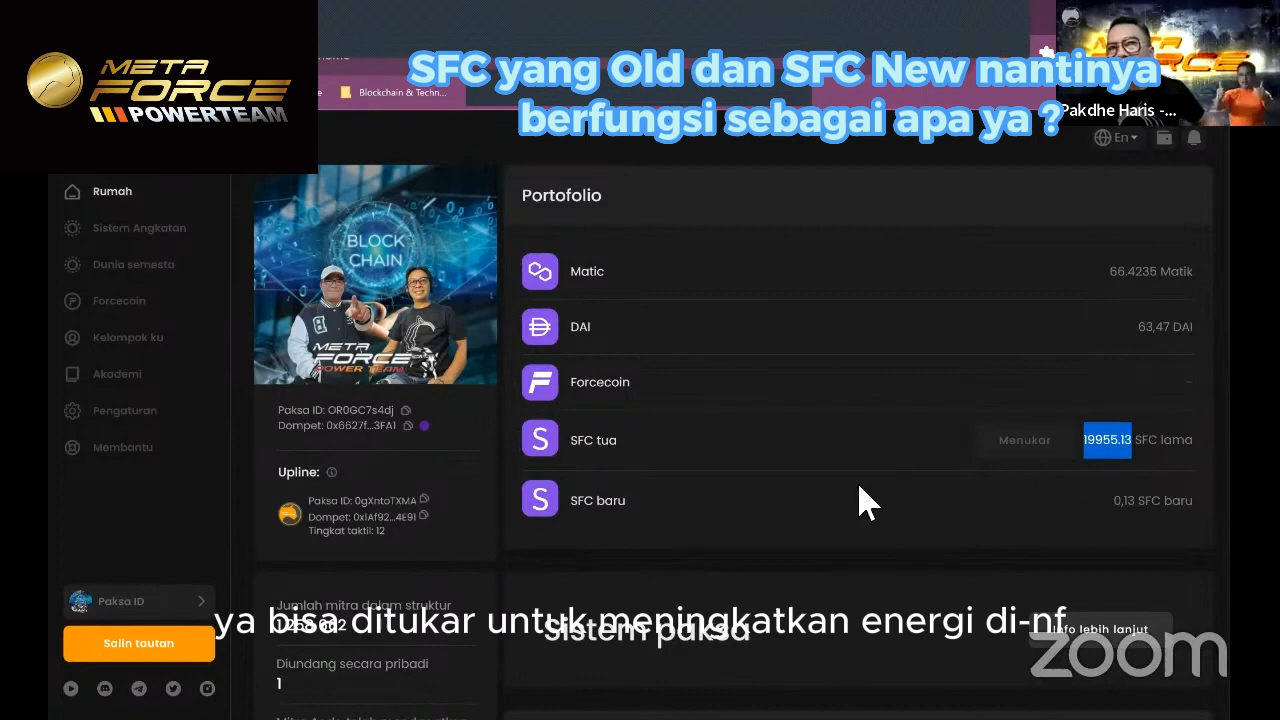 META
FORCE
POWERTEAM
SFC yang Old dan SFC New nantinya
berfungsi sebagai apa ya ?
Blockchain & Techn...
Pakdhe Haris -...
En
Rumah
Sistem Angkatan
Dunia semesta
Forcecoin
Kelompok ku
Akademi
Pengaturan
Membantu
Paksa ID
Salin tautan
BLOCK
CHAIN
META
FORCE
POWER TEAM
Paksa ID: OR0GC7s4dj
Dompet: 0x6627f...3FA1
Upline:
Paksa ID: 0gXntoTXMA
Dompet: 0x1Af92...4E91
Tingkat taktil: 12
Portofolio
Matic 66.4235 Matik
DAI 63,47 DAI
Forcecoin -
SFC tua Menukar 19955.13 SFC lama
SFC baru 0,13 SFC baru
Jumlah mitra dalam struktur
Diundang secara pribadi
1
Sistem paksa
Info lebih lanjut
ya bisa ditukar untuk meningkatkan energi di-nf
zoom